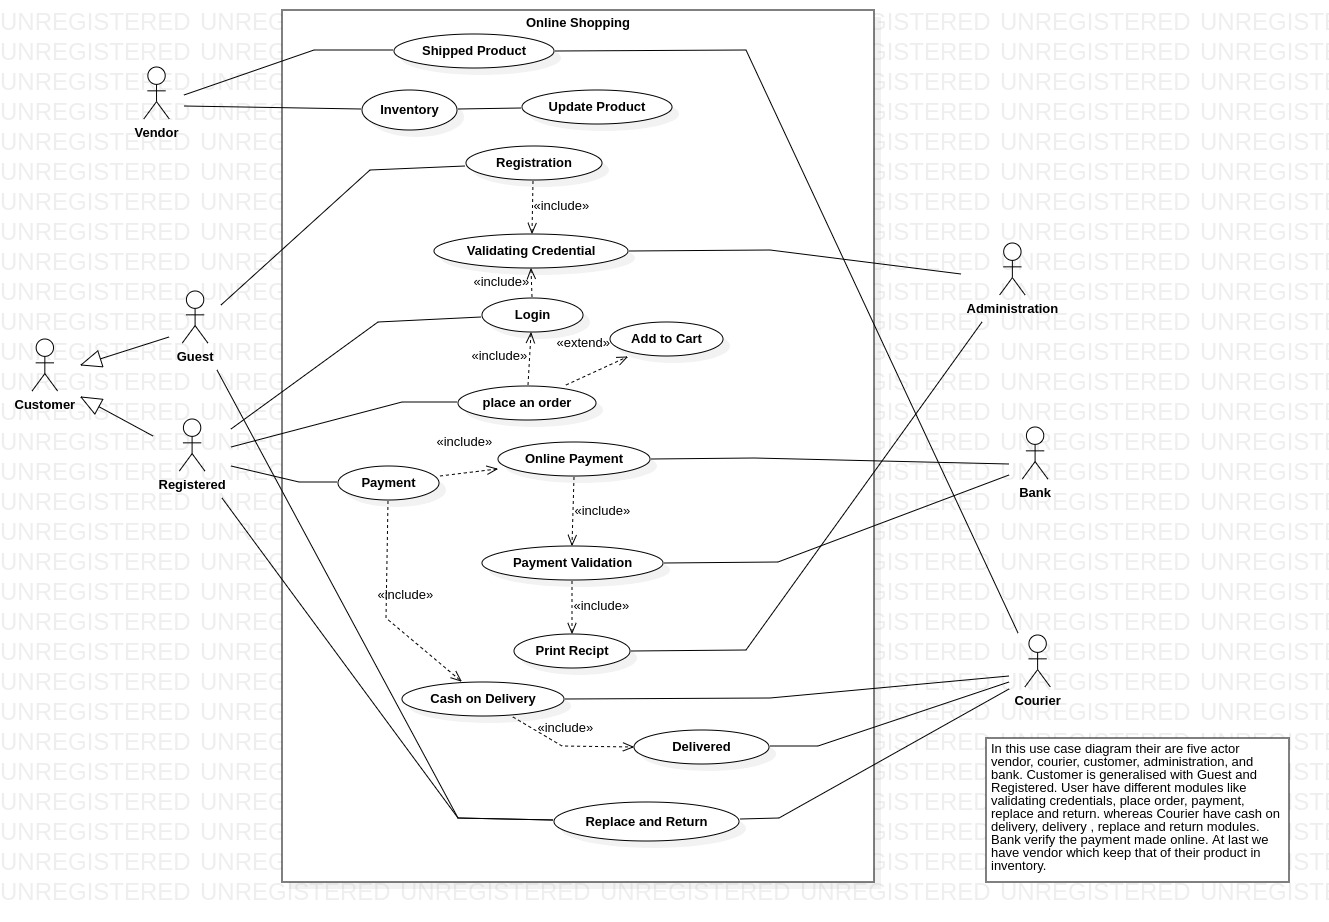 Online Shopping
Shipped Product
Vendor
Inventory
Update Product
Registration
«include»
Validating Credential
«include»
Administration
Login
Guest
«include»
«extend»
Add to Cart
Customer
place an order
Registered
«include»
Online Payment
Payment
Bank
«include»
Payment Validation
«include»
«include»
Print Recipt
Cash on Delivery
Courier
«include»
Delivered
Replace and Return
In this use case diagram their are five actor
vendor, courier, customer, administration, and
bank. Customer is generalised with Guest and
Registered. User have different modules like
validating credentials, place order, payment,
replace and return. whereas Courier have cash on
delivery, delivery , replace and return modules.
Bank verify the payment made online. At last we
have vendor which keep that of their product in
inventory.
UNREGISTERED